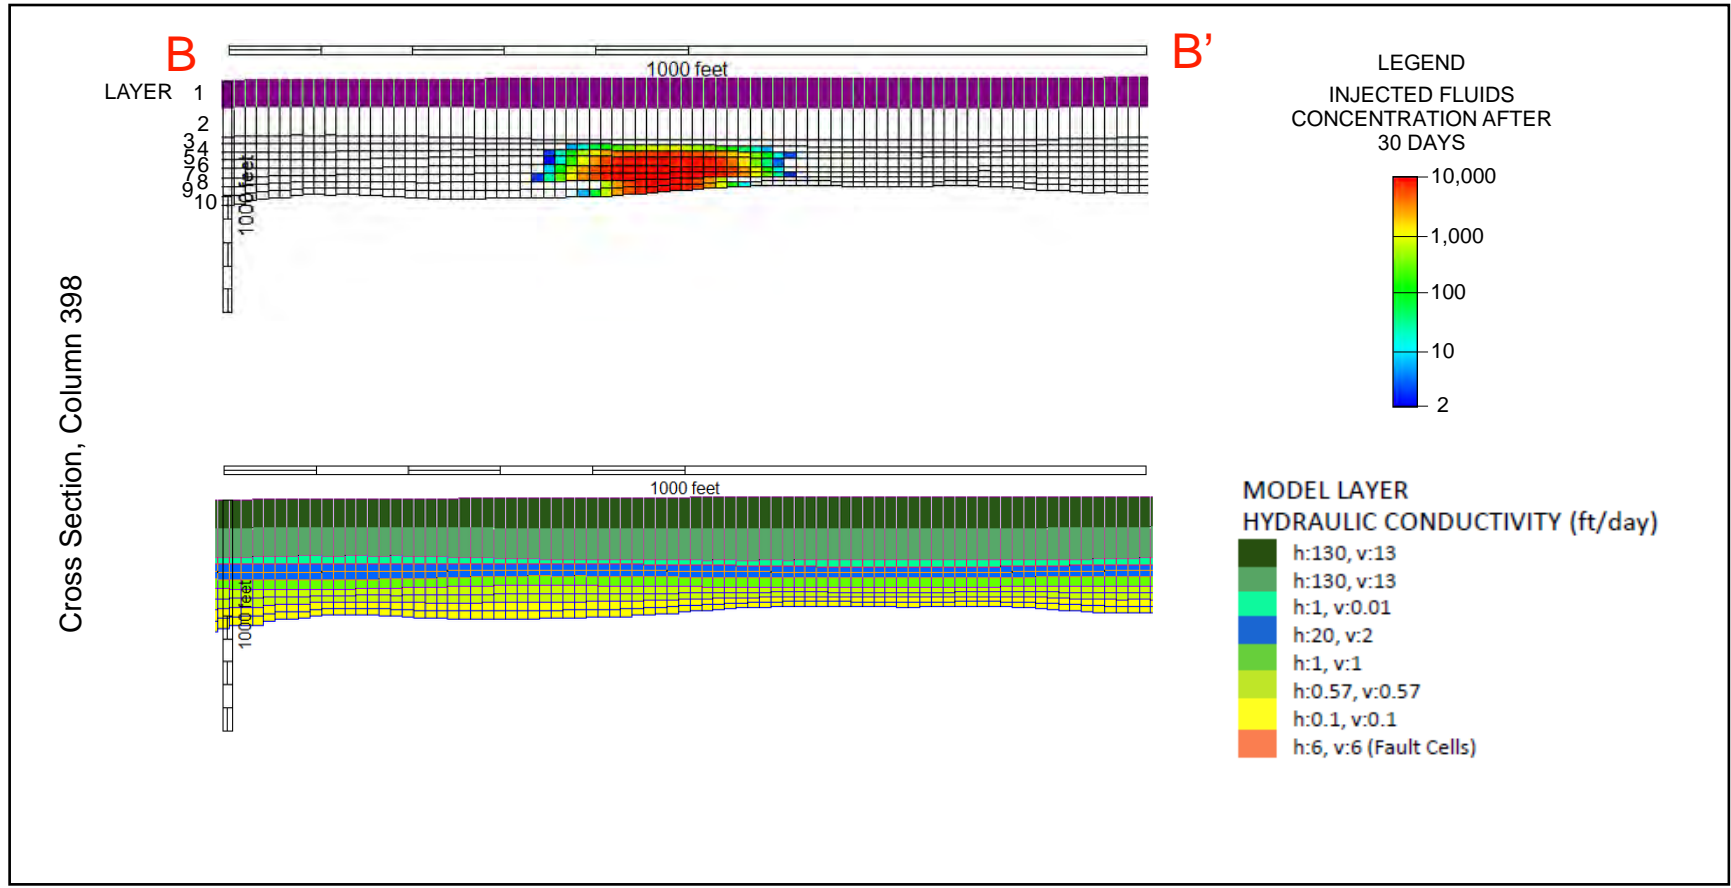 B
B'
1000 feet
LAYER 1
2
3
4
5
6
7
8
9
10
1000 feet
Cross Section, Column 398
LEGEND
INJECTED FLUIDS
CONCENTRATION AFTER
30 DAYS
10,000
1,000
100
10
2
1000 feet
1000 feet
MODEL LAYER
HYDRAULIC CONDUCTIVITY (ft/day)
h:130, v:13
h:130, v:13
h:1, v:0.01
h:20, v:2
h:1, v:1
h:0.57, v:0.57
h:0.1, v:0.1
h:6, v:6 (Fault Cells)